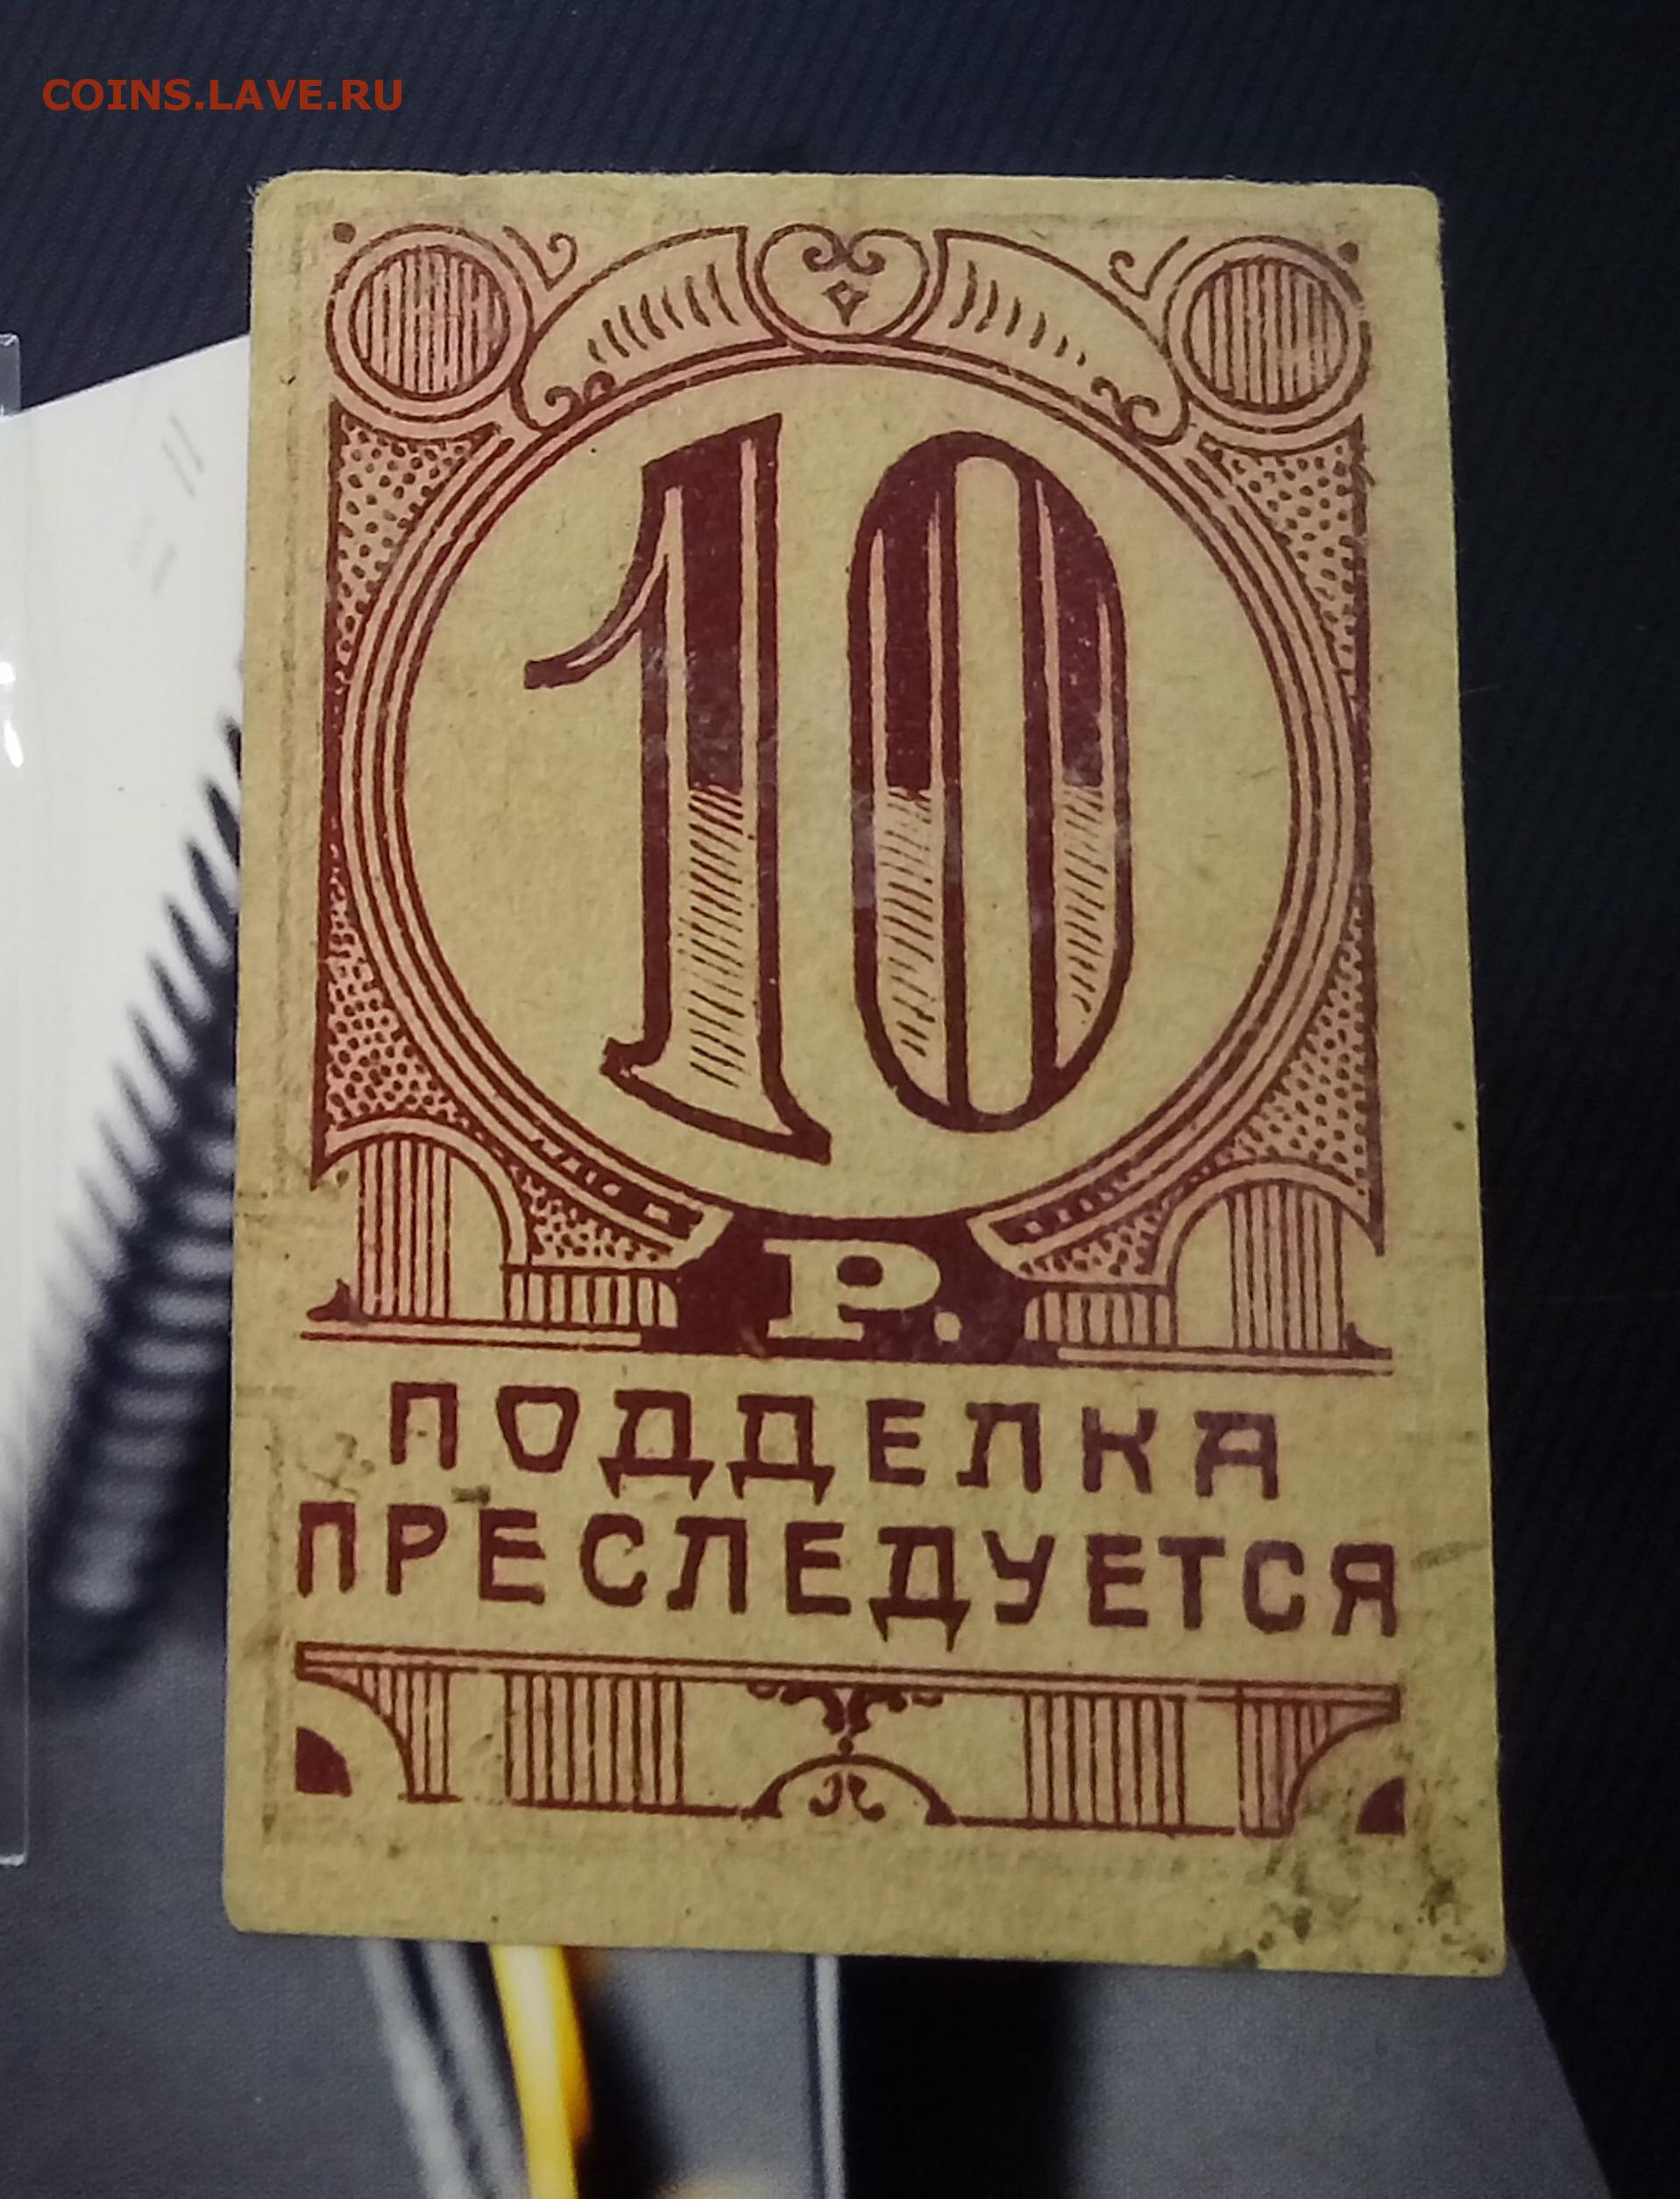 COINS.LAVE.RU
10
Р.
ПОДДЕЛКА
ПРЕСЛЕДУЕТСЯ